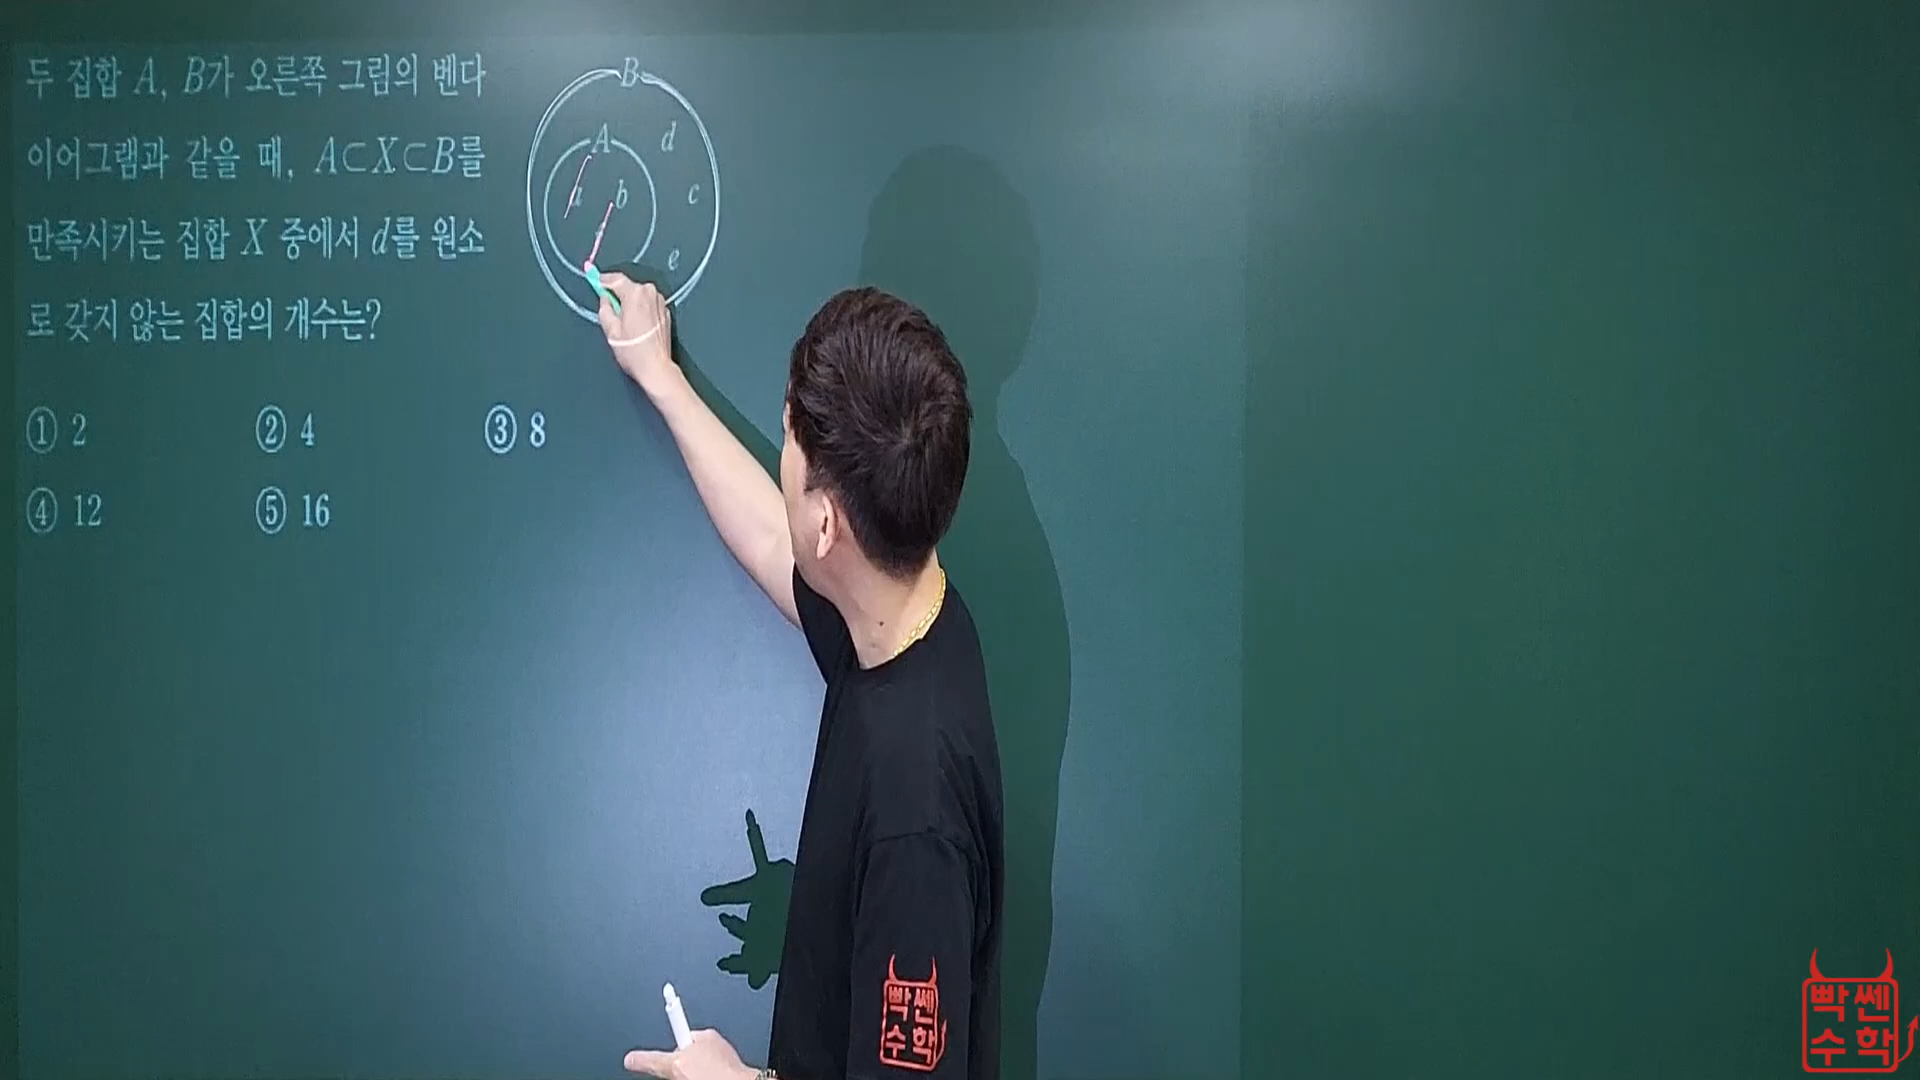 두 집합 A, B가 오른쪽 그림의 벤다
이어그램과 같을 때, A⊂X⊂B를
만족시키는 집합 X 중에서 d를 원소
로 갖지 않는 집합의 개수는?
① 2 ② 4 ③ 8
④ 12 ⑤ 16
B
A
d
a b
c
e
빡쎈
수학
빡쎈
수학